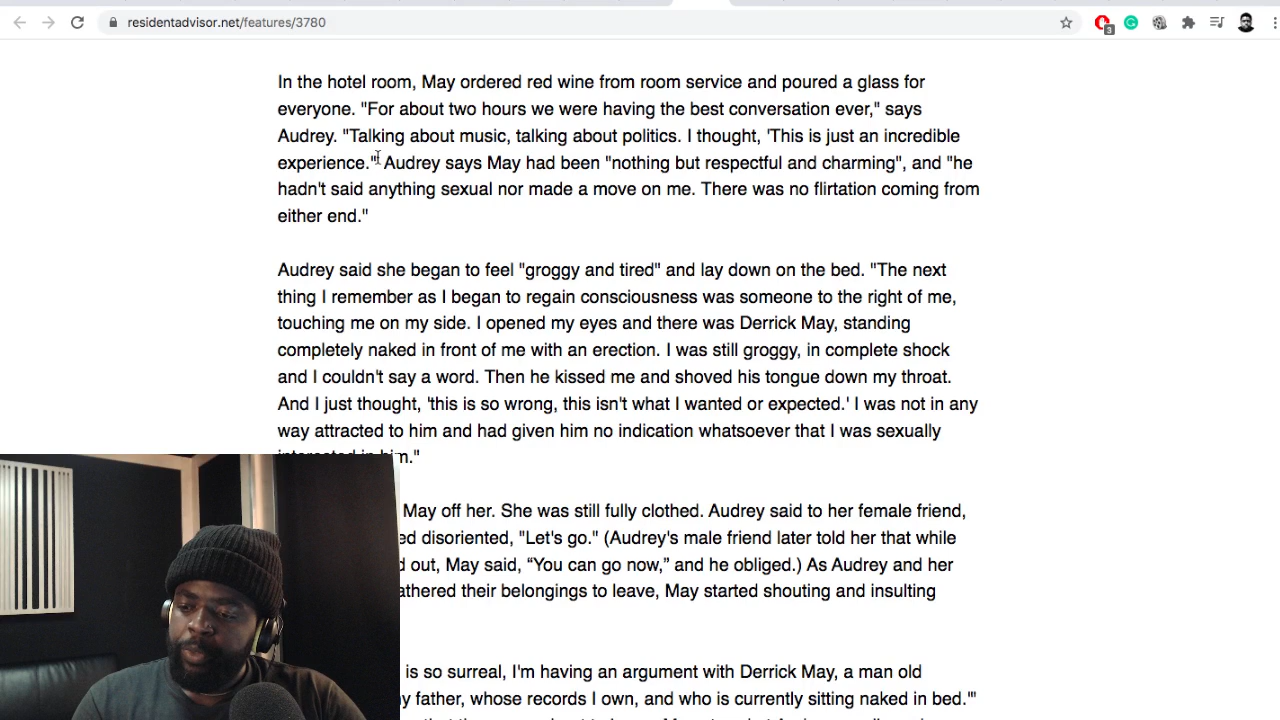 residentadvisor.net/features/3780
3
In the hotel room, May ordered red wine from room service and poured a glass for
everyone. "For about two hours we were having the best conversation ever," says
Audrey. "Talking about music, talking about politics. I thought, 'This is just an incredible
experience.'" Audrey says May had been "nothing but respectful and charming", and "he
hadn't said anything sexual nor made a move on me. There was no flirtation coming from
either end."
Audrey said she began to feel "groggy and tired" and lay down on the bed. "The next
thing I remember as I began to regain consciousness was someone to the right of me,
touching me on my side. I opened my eyes and there was Derrick May, standing
completely naked in front of me with an erection. I was still groggy, in complete shock
and I couldn't say a word. Then he kissed me and shoved his tongue down my throat.
And I just thought, 'this is so wrong, this isn't what I wanted or expected.' I was not in any
way attracted to him and had given him no indication whatsoever that I was sexually
interested in him."
May off her. She was still fully clothed. Audrey said to her female friend,
ed disoriented, "Let's go." (Audrey's male friend later told her that while
d out, May said, “You can go now,” and he obliged.) As Audrey and her
athered their belongings to leave, May started shouting and insulting
is so surreal, I'm having an argument with Derrick May, a man old
y father, whose records I own, and who is currently sitting naked in bed.'"